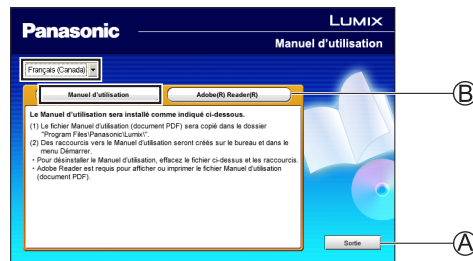 Panasonic
LUMIX
Manuel d'utilisation
Français (Canada)
Manuel d'utilisation
Adobe(R) Reader(R)
B
Le Manuel d'utilisation sera installé comme indiqué ci-dessous.
(1) Le fichier Manuel d'utilisation (document PDF) sera copié dans le dossier
"Program Files\Panasonic\Lumix\".
(2) Des raccourcis vers le Manuel d'utilisation seront créés sur le bureau et dans le
menu Démarrer.
· Pour désinstaller le Manuel d'utilisation, effacez le fichier ci-dessus et les raccourcis.
· Adobe Reader est requis pour afficher ou imprimer le fichier Manuel d'utilisation
(document PDF).
Sortie
A